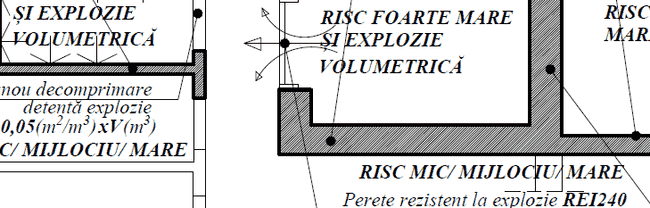 ȘI EXPLOZIE
VOLUMETRICĂ
nou decomprimare
detentă explozie
0,05(m²/m³)xV(m³)
C/ MIJLOCIU/ MARE
RISC FOARTE MARE
ȘI EXPLOZIE
VOLUMETRICĂ
RISC MIC/ MIJLOCIU/ MARE
Perete rezistent la explozie REI240
RISC
MARE